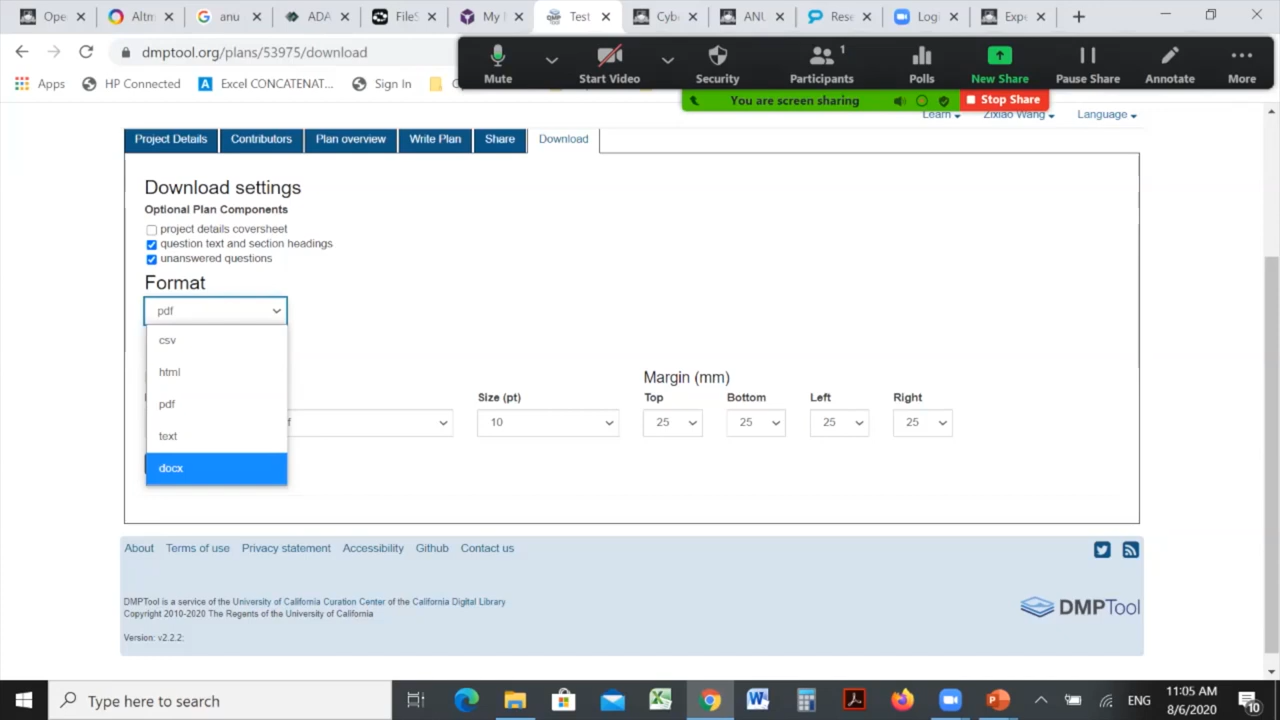 Ope
Altm
anu
ADA
FileS
My I
Test
Cybe
ANU
Rese
Logi
Expe
dmptool.org/plans/53975/download
Mute
Start Video
Security
Participants
1
Polls
New Share
Pause Share
Annotate
More
You are screen sharing
Stop Share
Apps
HP Connected
Excel CONCATENAT...
Sign In
Learn
Zixiao Wang
Language
Project Details
Contributors
Plan overview
Write Plan
Share
Download
Download settings
Optional Plan Components
project details coversheet
question text and section headings
unanswered questions
Format
pdf
csv
html
pdf
text
docx
Margin (mm)
Size (pt)
Top
Bottom
Left
Right
10
25
25
25
25
About
Terms of use
Privacy statement
Accessibility
Github
Contact us
DMPTool is a service of the University of California Curation Center of the California Digital Library
Copyright 2010-2020 The Regents of the University of California
Version: v2.2.2;
DMPTool
Type here to search
ENG
11:05 AM
8/6/2020
10